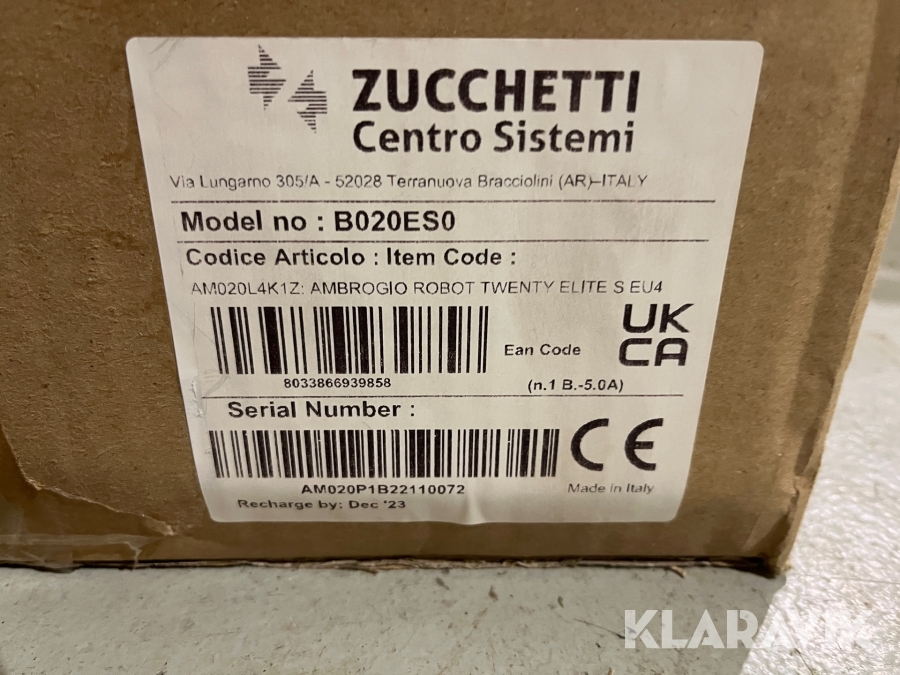 ZUCCHETTI
Centro Sistemi
Via Lungarno 305/A - 52028 Terranuova Bracciolini (AR)-ITALY
Model no : B020ES0
Codice Articolo : Item Code :
AM020L4K1Z: AMBROGIO ROBOT TWENTY ELITE S EU4
UK
CA
Ean Code
8033866939858
(n.1 B.-5.0A)
Serial Number :
CE
AM020P1B22110072
Made in Italy
Recharge by: Dec '23